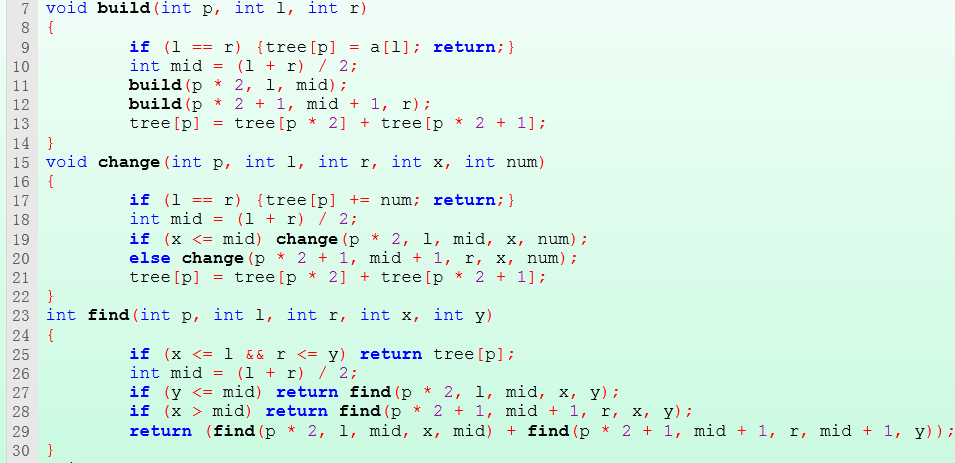 7 void build(int p, int l, int r)
8 {
9 if (l == r) {tree[p] = a[l]; return;}
10 int mid = (l + r) / 2;
11 build(p * 2, l, mid);
12 build(p * 2 + 1, mid + 1, r);
13 tree[p] = tree[p * 2] + tree[p * 2 + 1];
14 }
15 void change(int p, int l, int r, int x, int num)
16 {
17 if (l == r) {tree[p] += num; return;}
18 int mid = (l + r) / 2;
19 if (x <= mid) change(p * 2, l, mid, x, num);
20 else change(p * 2 + 1, mid + 1, r, x, num);
21 tree[p] = tree[p * 2] + tree[p * 2 + 1];
22 }
23 int find(int p, int l, int r, int x, int y)
24 {
25 if (x <= l && r <= y) return tree[p];
26 int mid = (l + r) / 2;
27 if (y <= mid) return find(p * 2, l, mid, x, y);
28 if (x > mid) return find(p * 2 + 1, mid + 1, r, x, y);
29 return (find(p * 2, l, mid, x, mid) + find(p * 2 + 1, mid + 1, r, mid + 1, y));
30 }